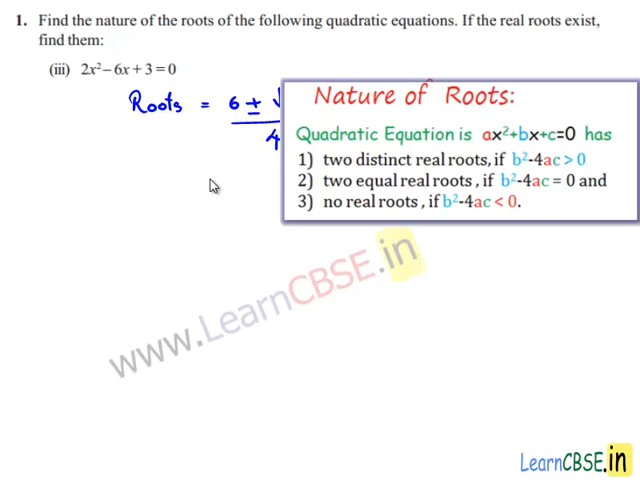 1. Find the nature of the roots of the following quadratic equations. If the real roots exist,
find them:
(iii) 2x² – 6x + 3 = 0
Roots = 6 ± √
4
Nature of Roots:
Quadratic Equation is ax²+bx+c=0 has
1) two distinct real roots, if b²-4ac > 0
2) two equal real roots, if b²-4ac = 0 and
3) no real roots, if b²-4ac < 0.
www.LearnCBSE.in
LearnCBSE.in